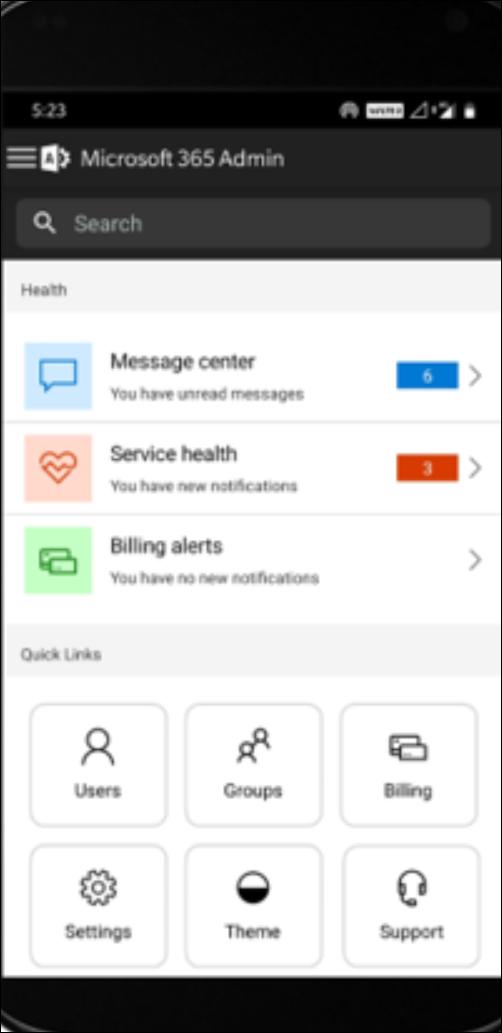 5:23
Microsoft 365 Admin
Search
Health
Message center
You have unread messages
6
Service health
You have new notifications
3
Billing alerts
You have no new notifications
Quick Links
Users
Groups
Billing
Settings
Theme
Support